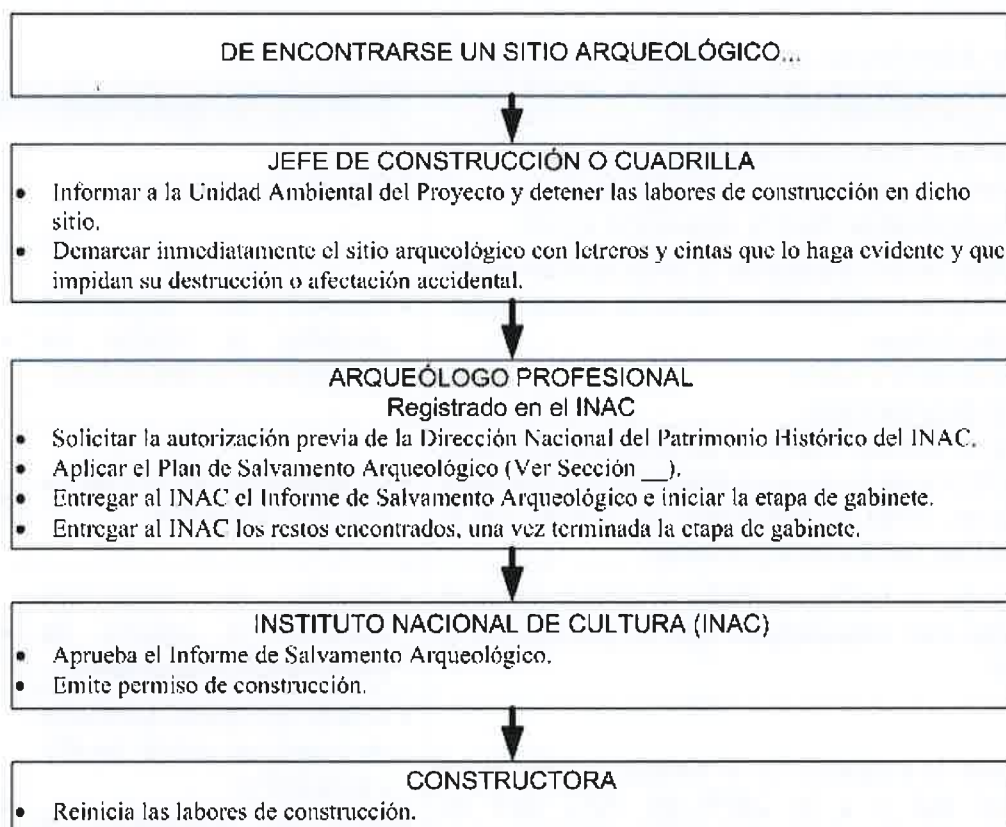 DE ENCONTRARSE UN SITIO ARQUEOLÓGICO...
JEFE DE CONSTRUCCIÓN O CUADRILLA
• Informar a la Unidad Ambiental del Proyecto y detener las labores de construcción en dicho
sitio.
• Demarcar inmediatamente el sitio arqueológico con letreros y cintas que lo haga evidente y que
impidan su destrucción o afectación accidental.
ARQUEÓLOGO PROFESIONAL
Registrado en el INAC
• Solicitar la autorización previa de la Dirección Nacional del Patrimonio Histórico del INAC.
• Aplicar el Plan de Salvamento Arqueológico (Ver Sección __).
• Entregar al INAC el Informe de Salvamento Arqueológico e iniciar la etapa de gabinete.
• Entregar al INAC los restos encontrados, una vez terminada la etapa de gabinete.
INSTITUTO NACIONAL DE CULTURA (INAC)
• Aprueba el Informe de Salvamento Arqueológico.
• Emite permiso de construcción.
CONSTRUCTORA
• Reinicia las labores de construcción.